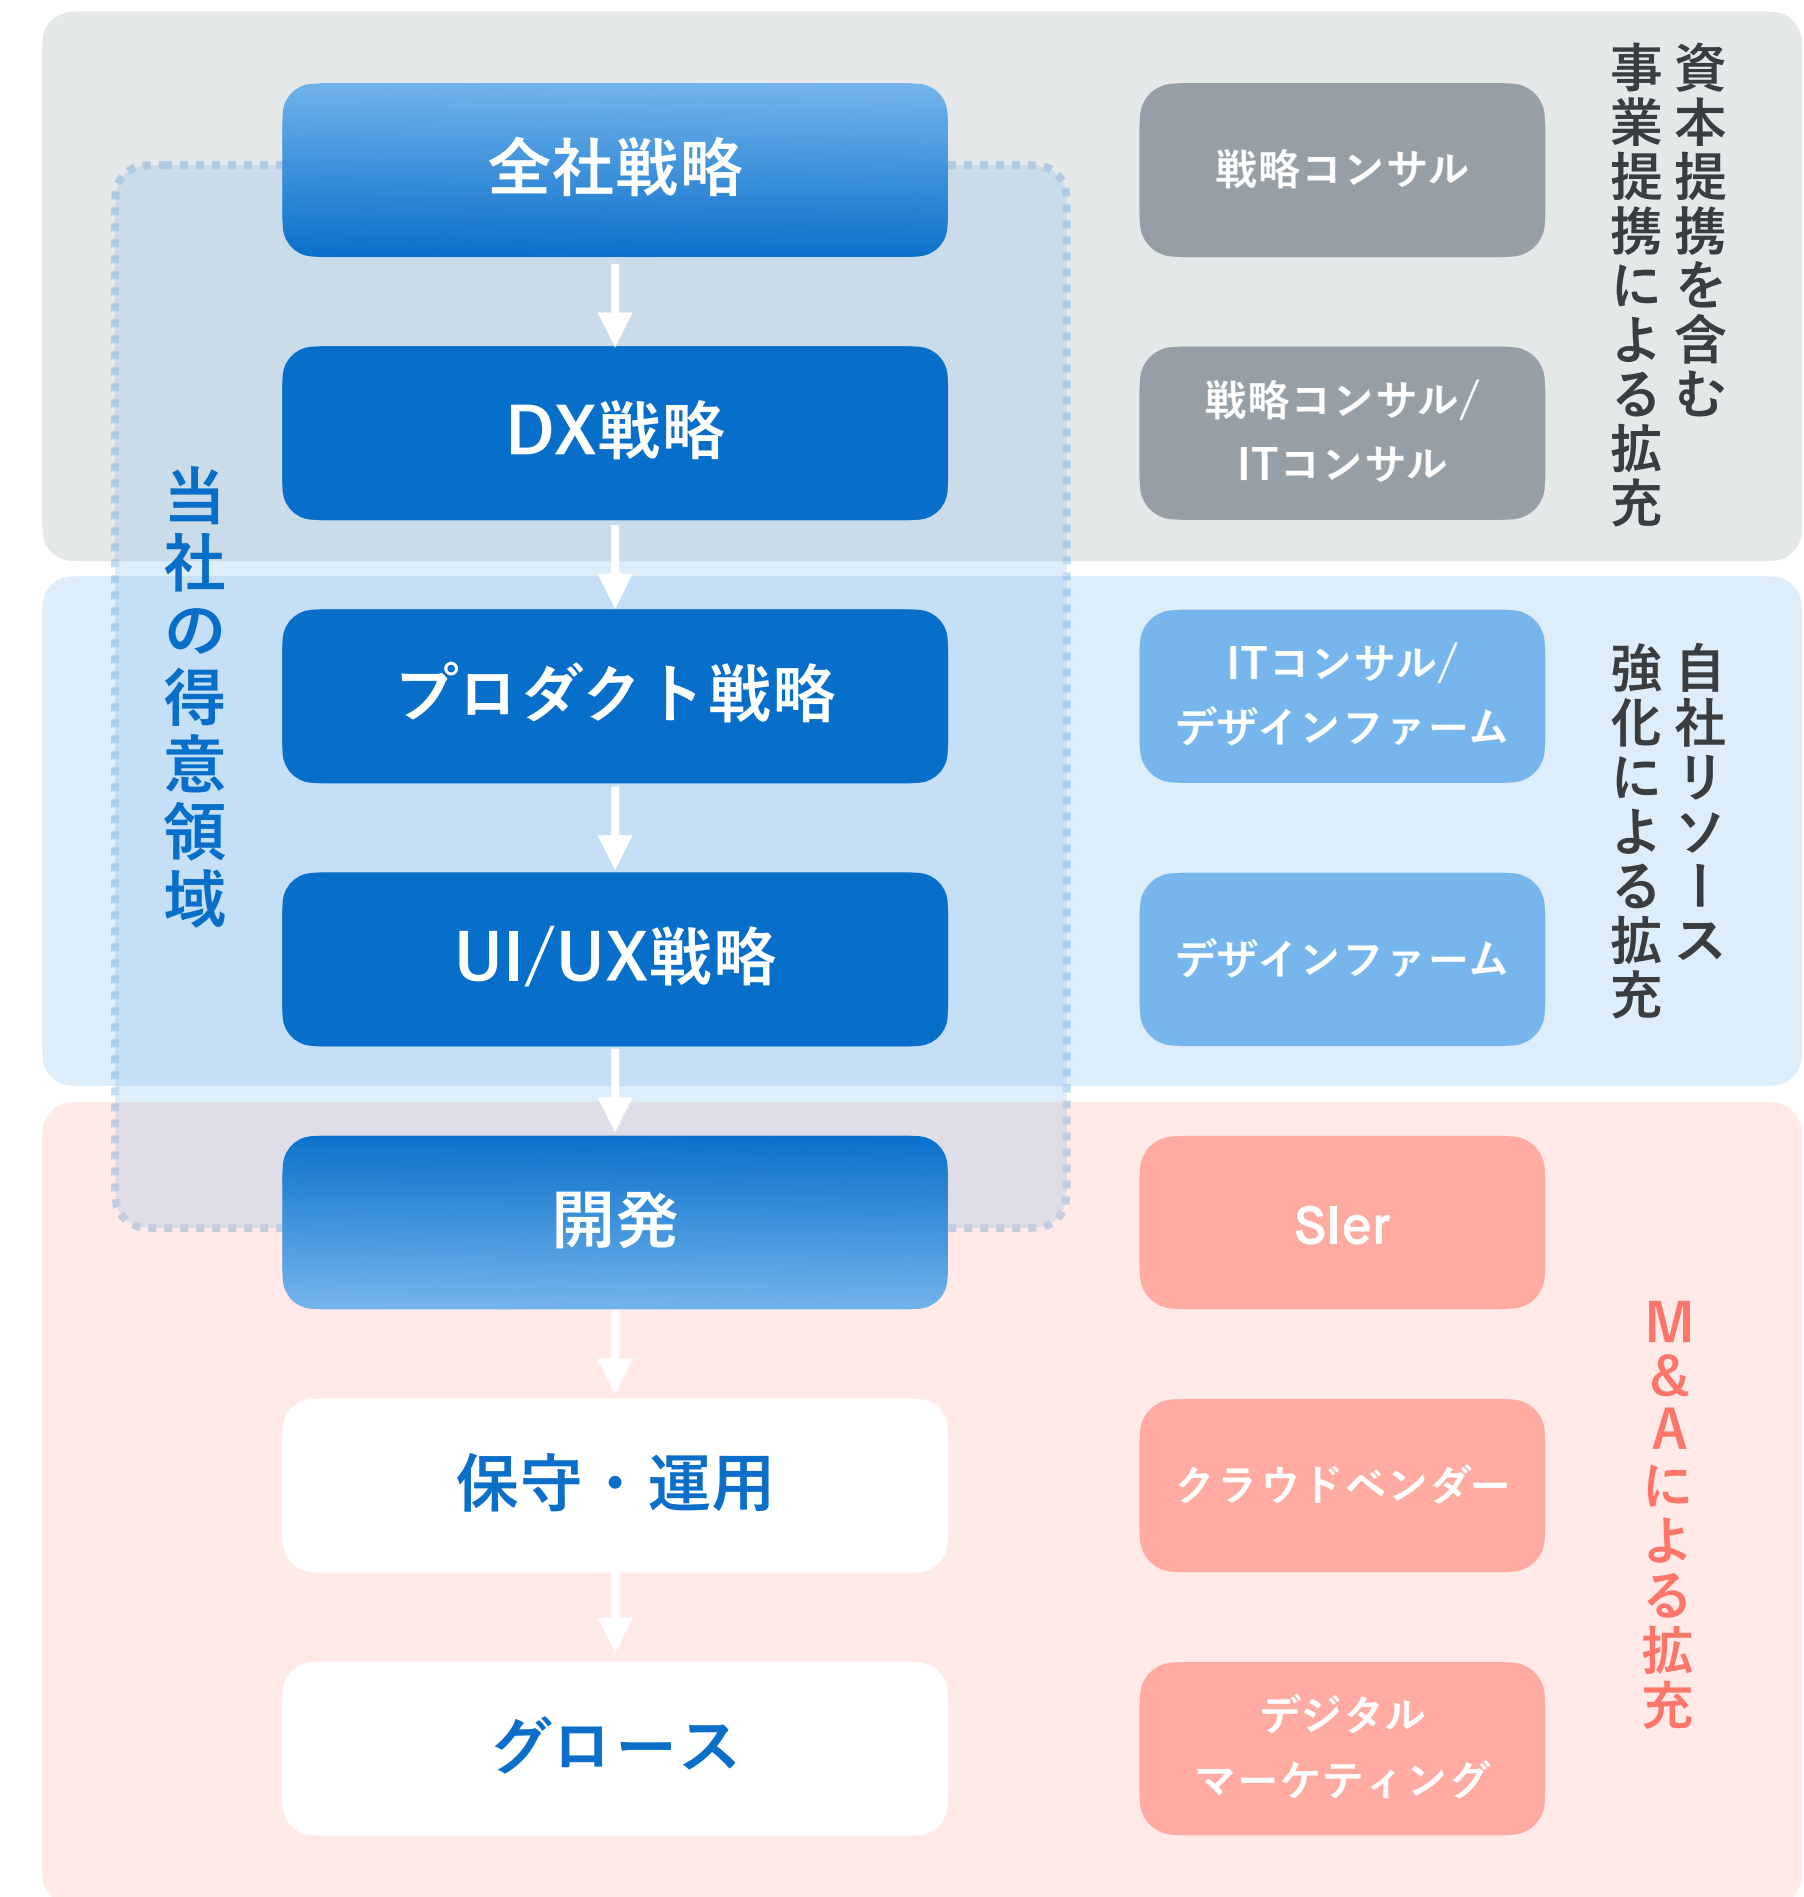 全社戦略
戦略コンサル
資本提携を含む
事業提携による拡充
DX戦略
戦略コンサル/
ITコンサル
当社の得意領域
プロダクト戦略
ITコンサル/
デザインファーム
自社リソース
強化による拡充
UI/UX戦略
デザインファーム
開発
SIer
M&Aによる拡充
保守・運用
クラウドベンダー
グロース
デジタル
マーケティング